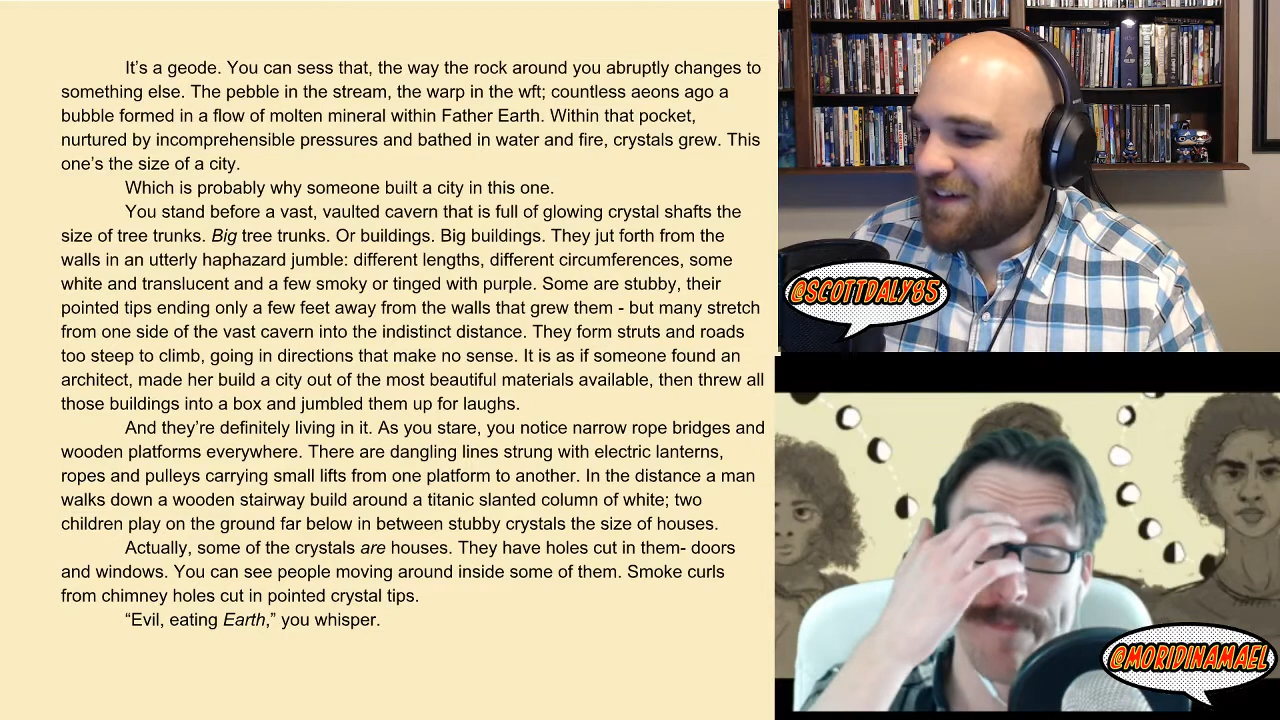 It's a geode. You can sess that, the way the rock around you abruptly changes to
something else. The pebble in the stream, the warp in the wft; countless aeons ago a
bubble formed in a flow of molten mineral within Father Earth. Within that pocket,
nurtured by incomprehensible pressures and bathed in water and fire, crystals grew. This
one's the size of a city.
Which is probably why someone built a city in this one.
You stand before a vast, vaulted cavern that is full of glowing crystal shafts the
size of tree trunks. Big tree trunks. Or buildings. Big buildings. They jut forth from the
walls in an utterly haphazard jumble: different lengths, different circumferences, some
white and translucent and a few smoky or tinged with purple. Some are stubby, their
pointed tips ending only a few feet away from the walls that grew them - but many stretch
from one side of the vast cavern into the indistinct distance. They form struts and roads
too steep to climb, going in directions that make no sense. It is as if someone found an
architect, made her build a city out of the most beautiful materials available, then threw all
those buildings into a box and jumbled them up for laughs.
And they're definitely living in it. As you stare, you notice narrow rope bridges and
wooden platforms everywhere. There are dangling lines strung with electric lanterns,
ropes and pulleys carrying small lifts from one platform to another. In the distance a man
walks down a wooden stairway build around a titanic slanted column of white; two
children play on the ground far below in between stubby crystals the size of houses.
Actually, some of the crystals are houses. They have holes cut in them- doors
and windows. You can see people moving around inside some of them. Smoke curls
from chimney holes cut in pointed crystal tips.
"Evil, eating Earth," you whisper.
@SCOTTDALY85
@MORIDINAMAEL